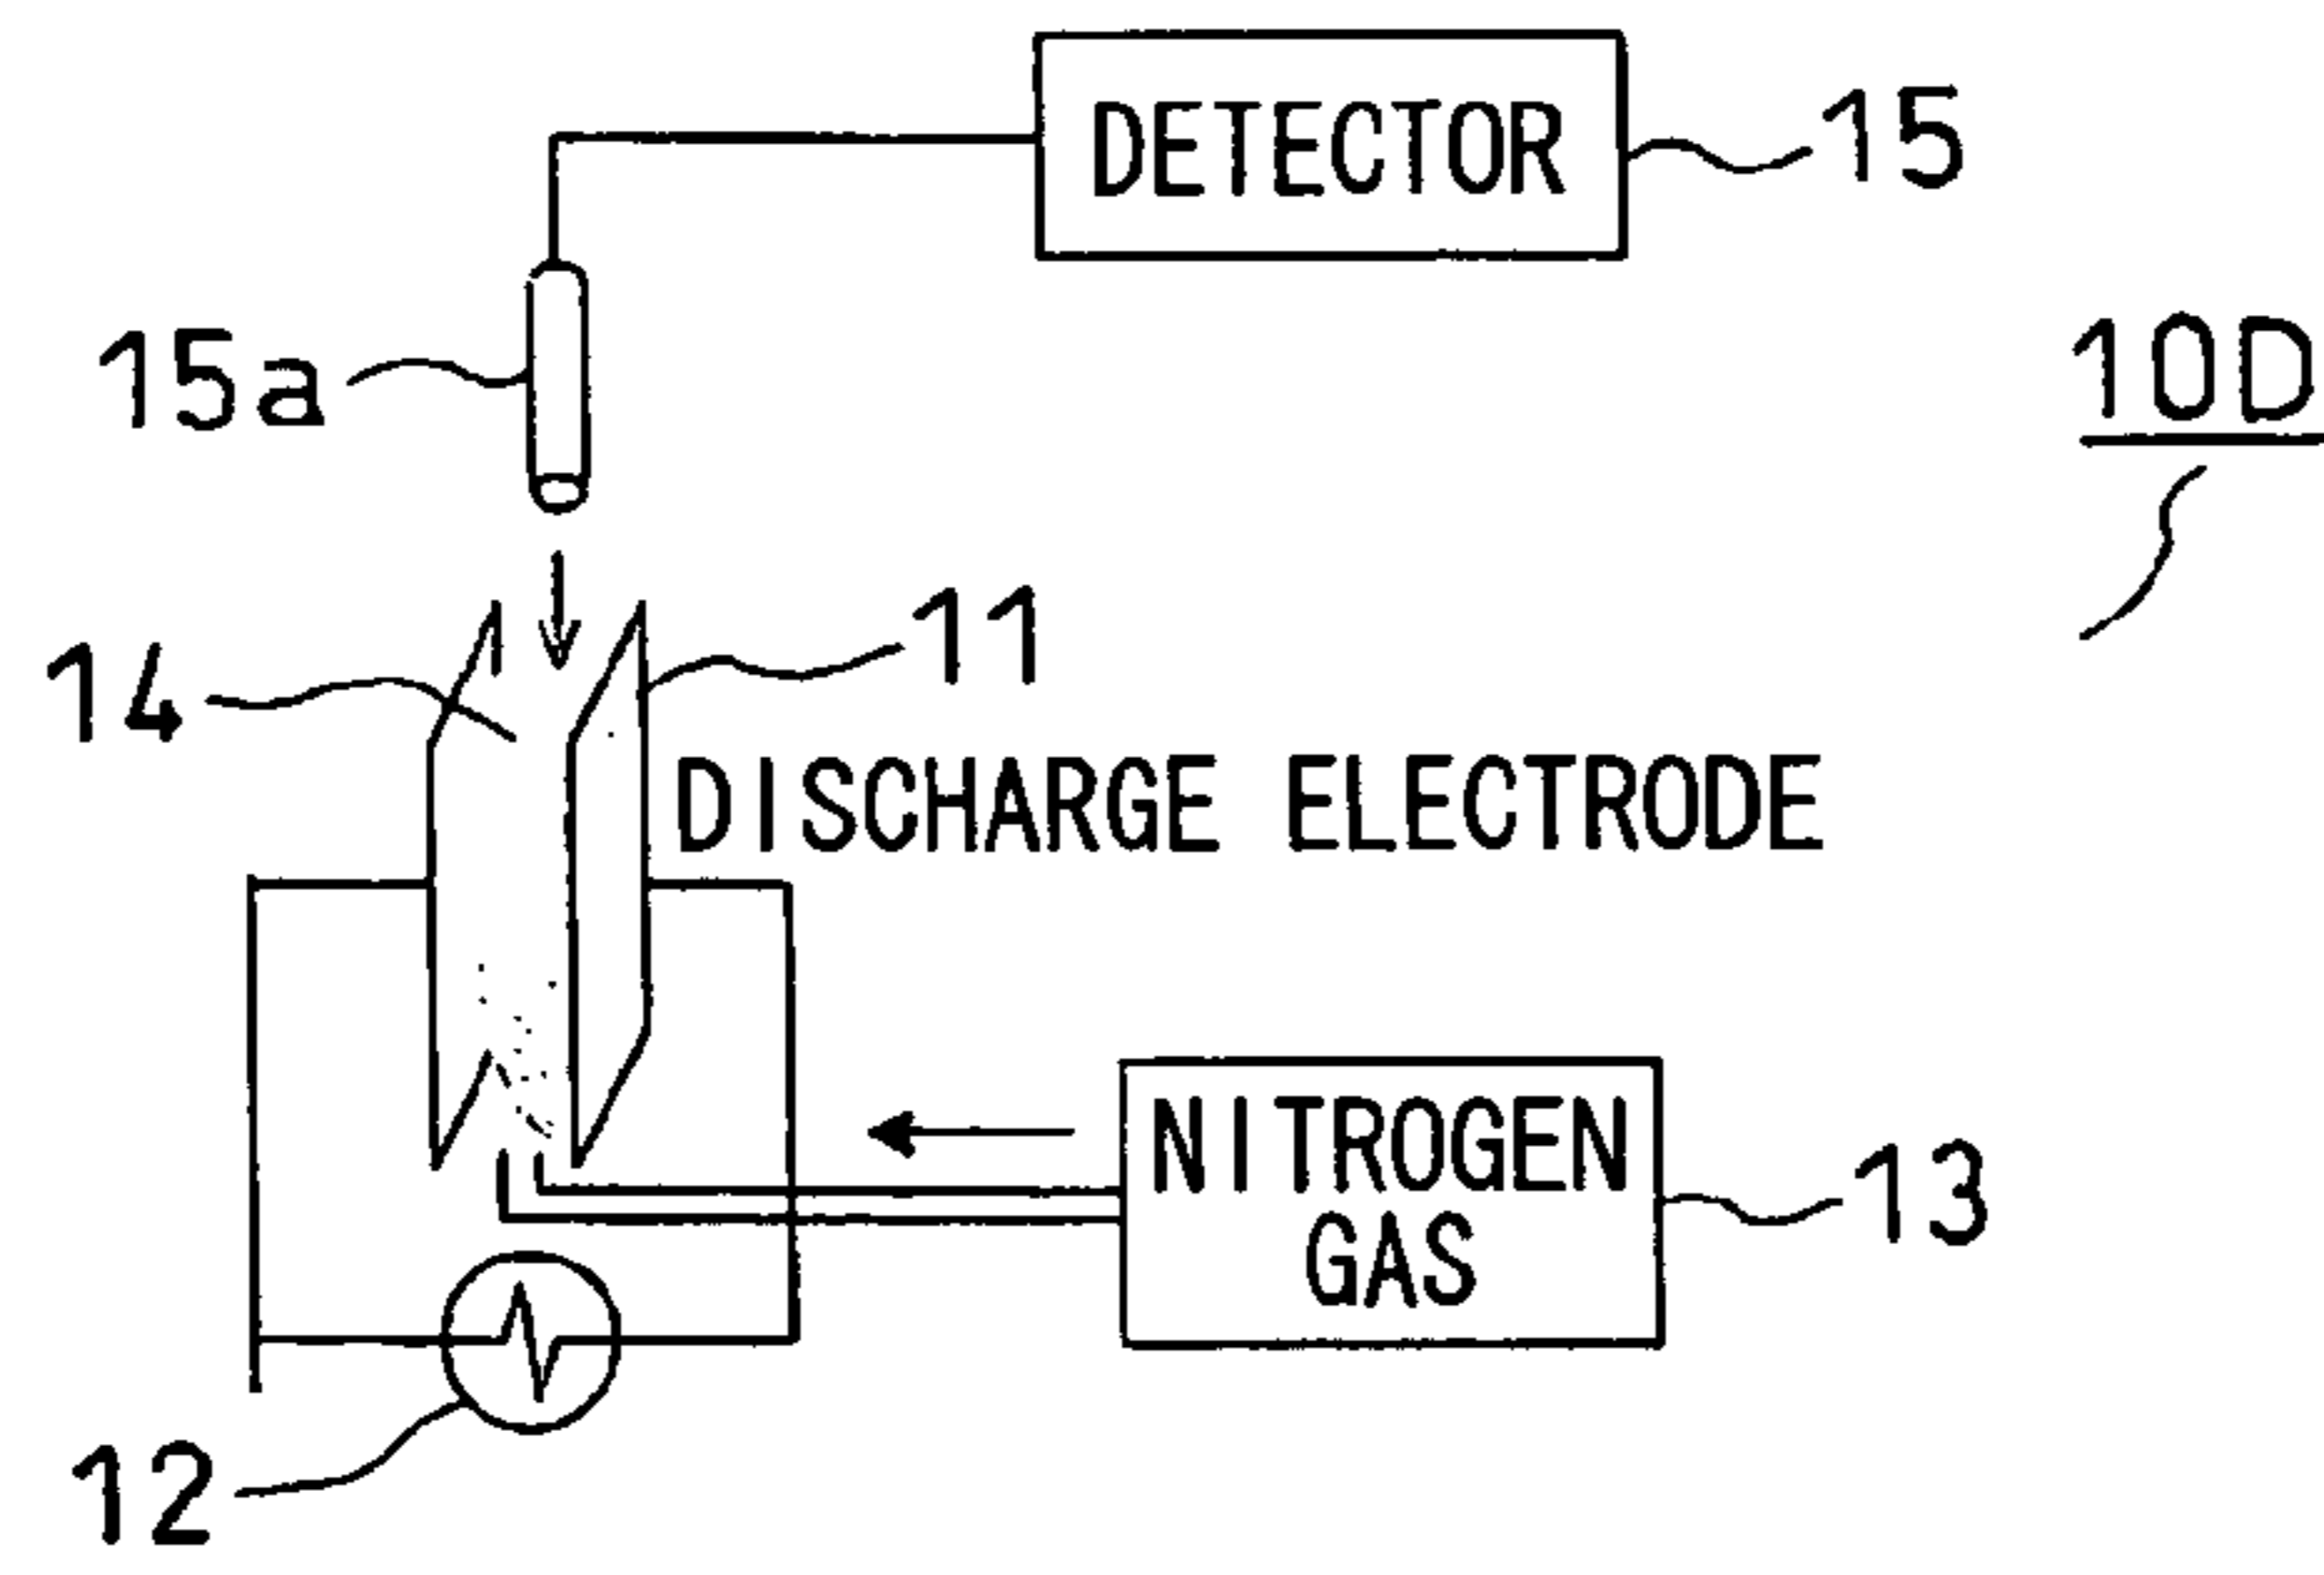 DETECTOR
15
15a
10D
11
14
DISCHARGE ELECTRODE
NITROGEN
GAS
13
12